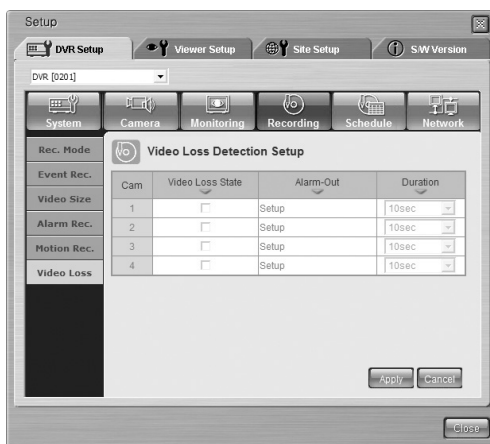 Setup
DVR Setup Viewer Setup Site Setup S/W Version
DVR [0201]
System Camera Monitoring Recording Schedule Network
Rec. Mode
Event Rec.
Video Size
Alarm Rec.
Motion Rec.
Video Loss
Video Loss Detection Setup
Cam Video Loss State Alarm-Out Duration
1 Setup 10sec
2 Setup 10sec
3 Setup 10sec
4 Setup 10sec
Apply Cancel
Close